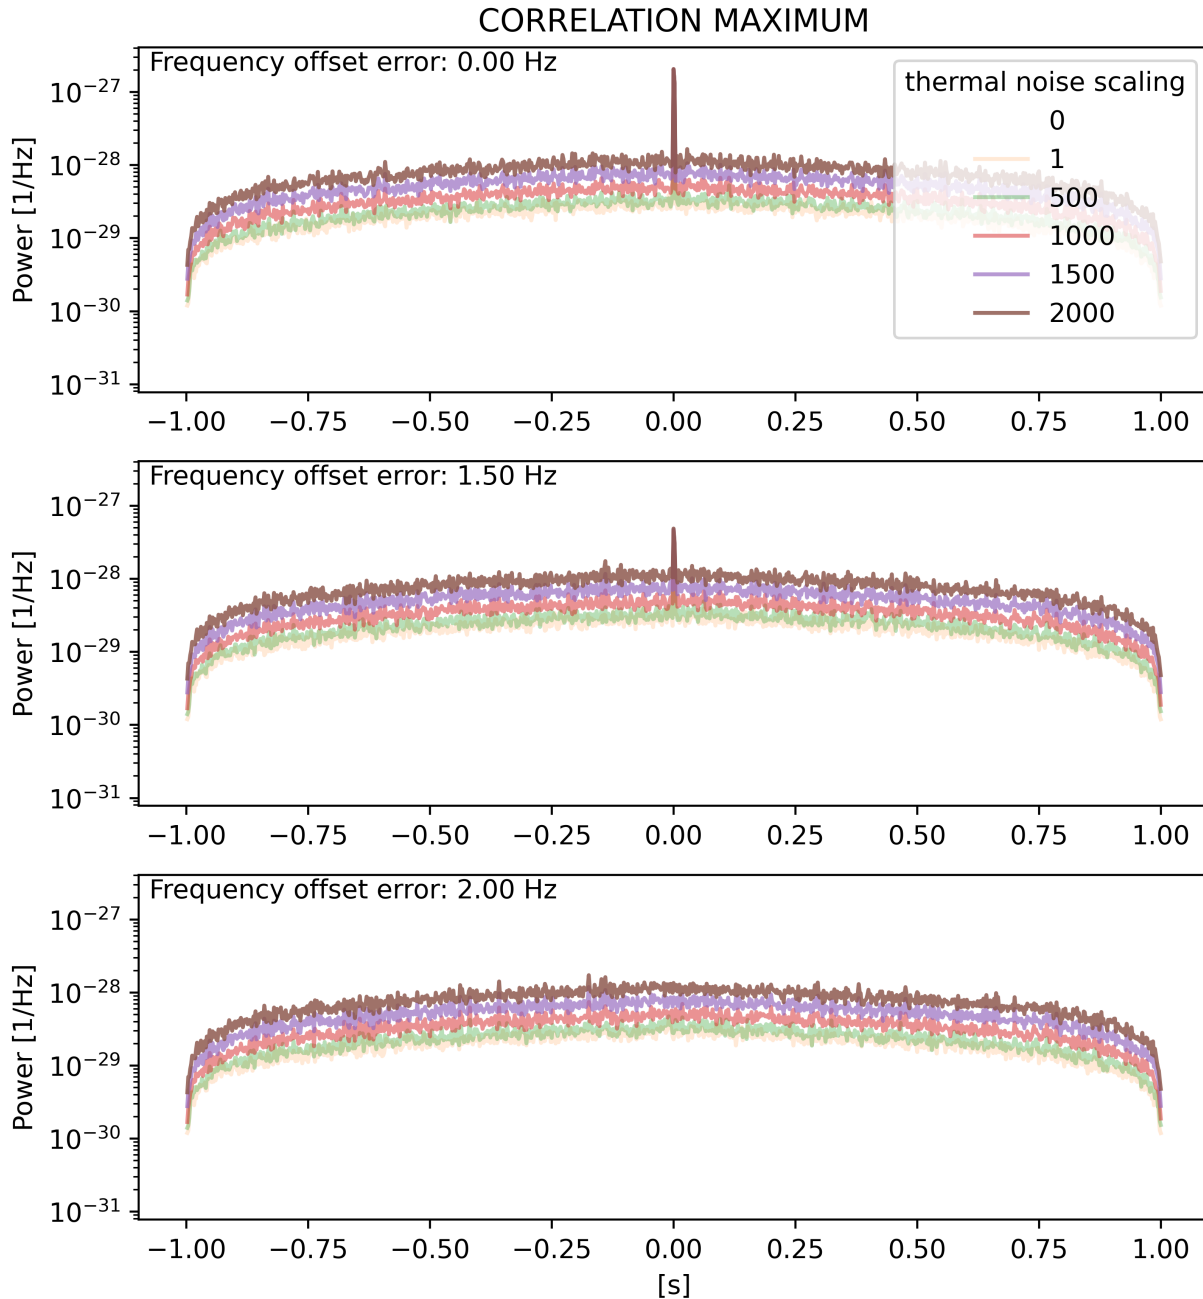 CORRELATION MAXIMUM
Frequency offset error: 0.00 Hz
thermal noise scaling
0
1
500
1000
1500
2000
Power [1/Hz]
10⁻²⁷
10⁻²⁸
10⁻²⁹
10⁻³⁰
10⁻³¹
−1.00 −0.75 −0.50 −0.25 0.00 0.25 0.50 0.75 1.00
Frequency offset error: 1.50 Hz
Power [1/Hz]
10⁻²⁷
10⁻²⁸
10⁻²⁹
10⁻³⁰
10⁻³¹
−1.00 −0.75 −0.50 −0.25 0.00 0.25 0.50 0.75 1.00
Frequency offset error: 2.00 Hz
Power [1/Hz]
10⁻²⁷
10⁻²⁸
10⁻²⁹
10⁻³⁰
10⁻³¹
−1.00 −0.75 −0.50 −0.25 0.00 0.25 0.50 0.75 1.00
[s]